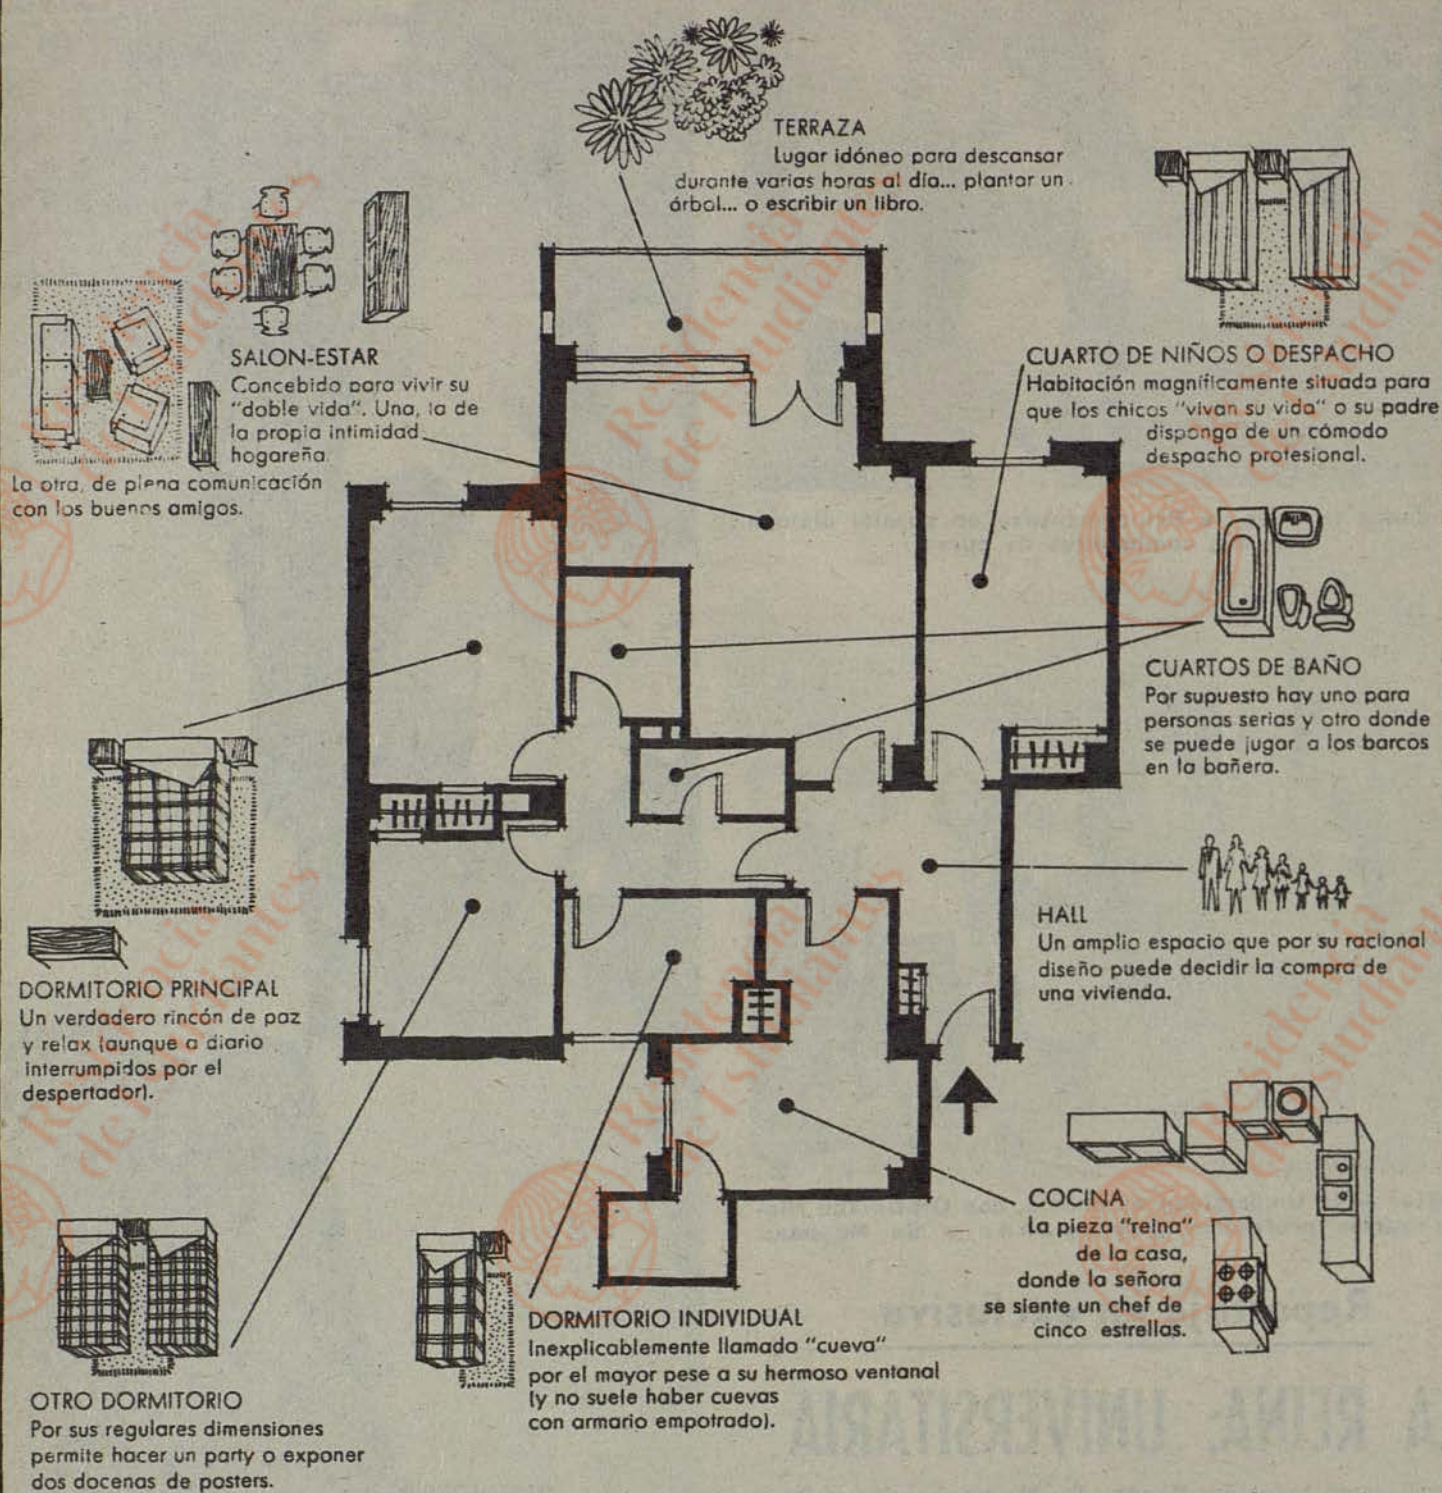 TERRAZA
Lugar idóneo para descansar
durante varias horas al día... plantar un
árbol... o escribir un libro.
SALON-ESTAR
Concebido para vivir su
"doble vida". Una, la de
la propia intimidad
hogareña.
La otra, de plena comunicación
con los buenos amigos.
CUARTO DE NIÑOS O DESPACHO
Habitación magníficamente situada para
que los chicos "vivan su vida" o su padre
disponga de un cómodo
despacho profesional.
CUARTOS DE BAÑO
Por supuesto hay uno para
personas serias y otro donde
se puede jugar a los barcos
en la bañera.
HALL
Un amplio espacio que por su racional
diseño puede decidir la compra de
una vivienda.
DORMITORIO PRINCIPAL
Un verdadero rincón de paz
y relax (aunque a diario
interrumpidos por el
despertador).
COCINA
La pieza "reina"
de la casa,
donde la señora
se siente un chef de
cinco estrellas.
DORMITORIO INDIVIDUAL
Inexplicablemente llamado "cueva"
por el mayor pese a su hermoso ventanal
(y no suele haber cuevas
con armario empotrado).
OTRO DORMITORIO
Por sus regulares dimensiones
permite hacer un party o exponer
dos docenas de posters.
Residencia
de Estudiantes
A REINA, UNIVERSITARIA